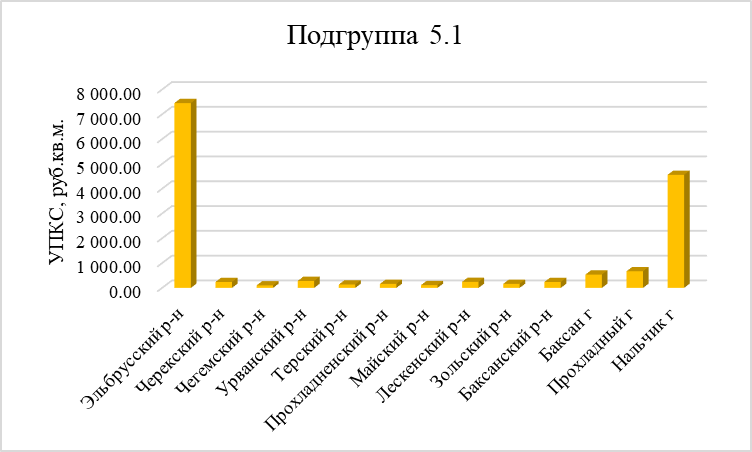 Подгруппа 5.1
УПКС, руб.кв.м.
8 000.00
7 000.00
6 000.00
5 000.00
4 000.00
3 000.00
2 000.00
1 000.00
0.00
Эльбрусский р-н
Черекский р-н
Чегемский р-н
Урванский р-н
Терский р-н
Прохладненский р-н
Майский р-н
Лескенский р-н
Зольский р-н
Баксанский р-н
Баксан г
Прохладный г
Нальчик г